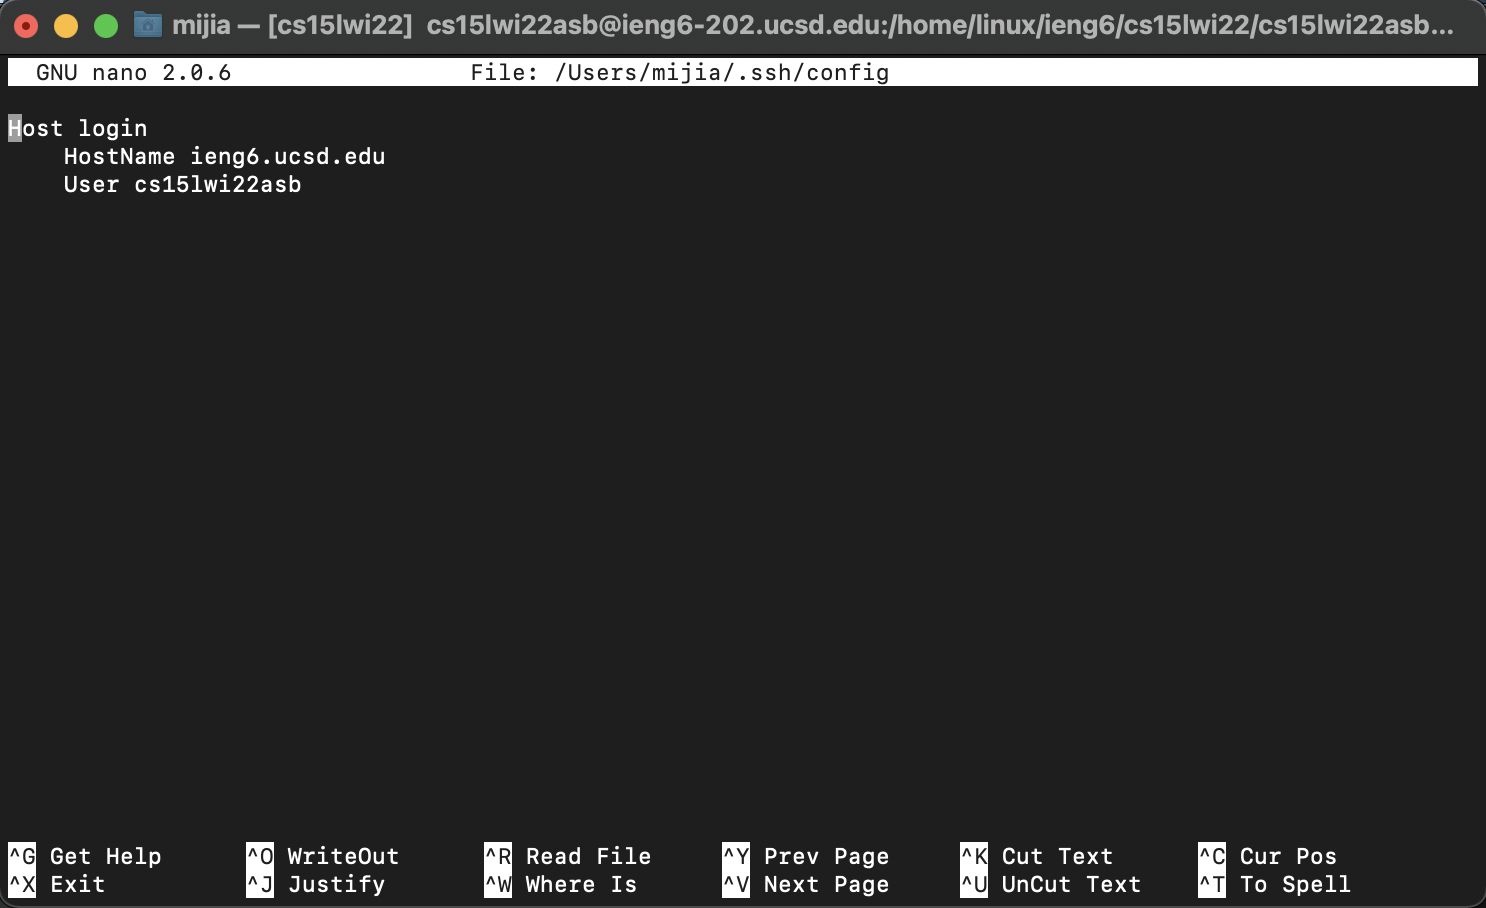 mijia — [cs15lwi22] cs15lwi22asb@ieng6-202.ucsd.edu:/home/linux/ieng6/cs15lwi22/cs15lwi22asb...
GNU nano 2.0.6 File: /Users/mijia/.ssh/config
Host login
    HostName ieng6.ucsd.edu
    User cs15lwi22asb
^G Get Help ^O WriteOut ^R Read File ^Y Prev Page ^K Cut Text ^C Cur Pos
^X Exit ^J Justify ^W Where Is ^V Next Page ^U UnCut Text ^T To Spell